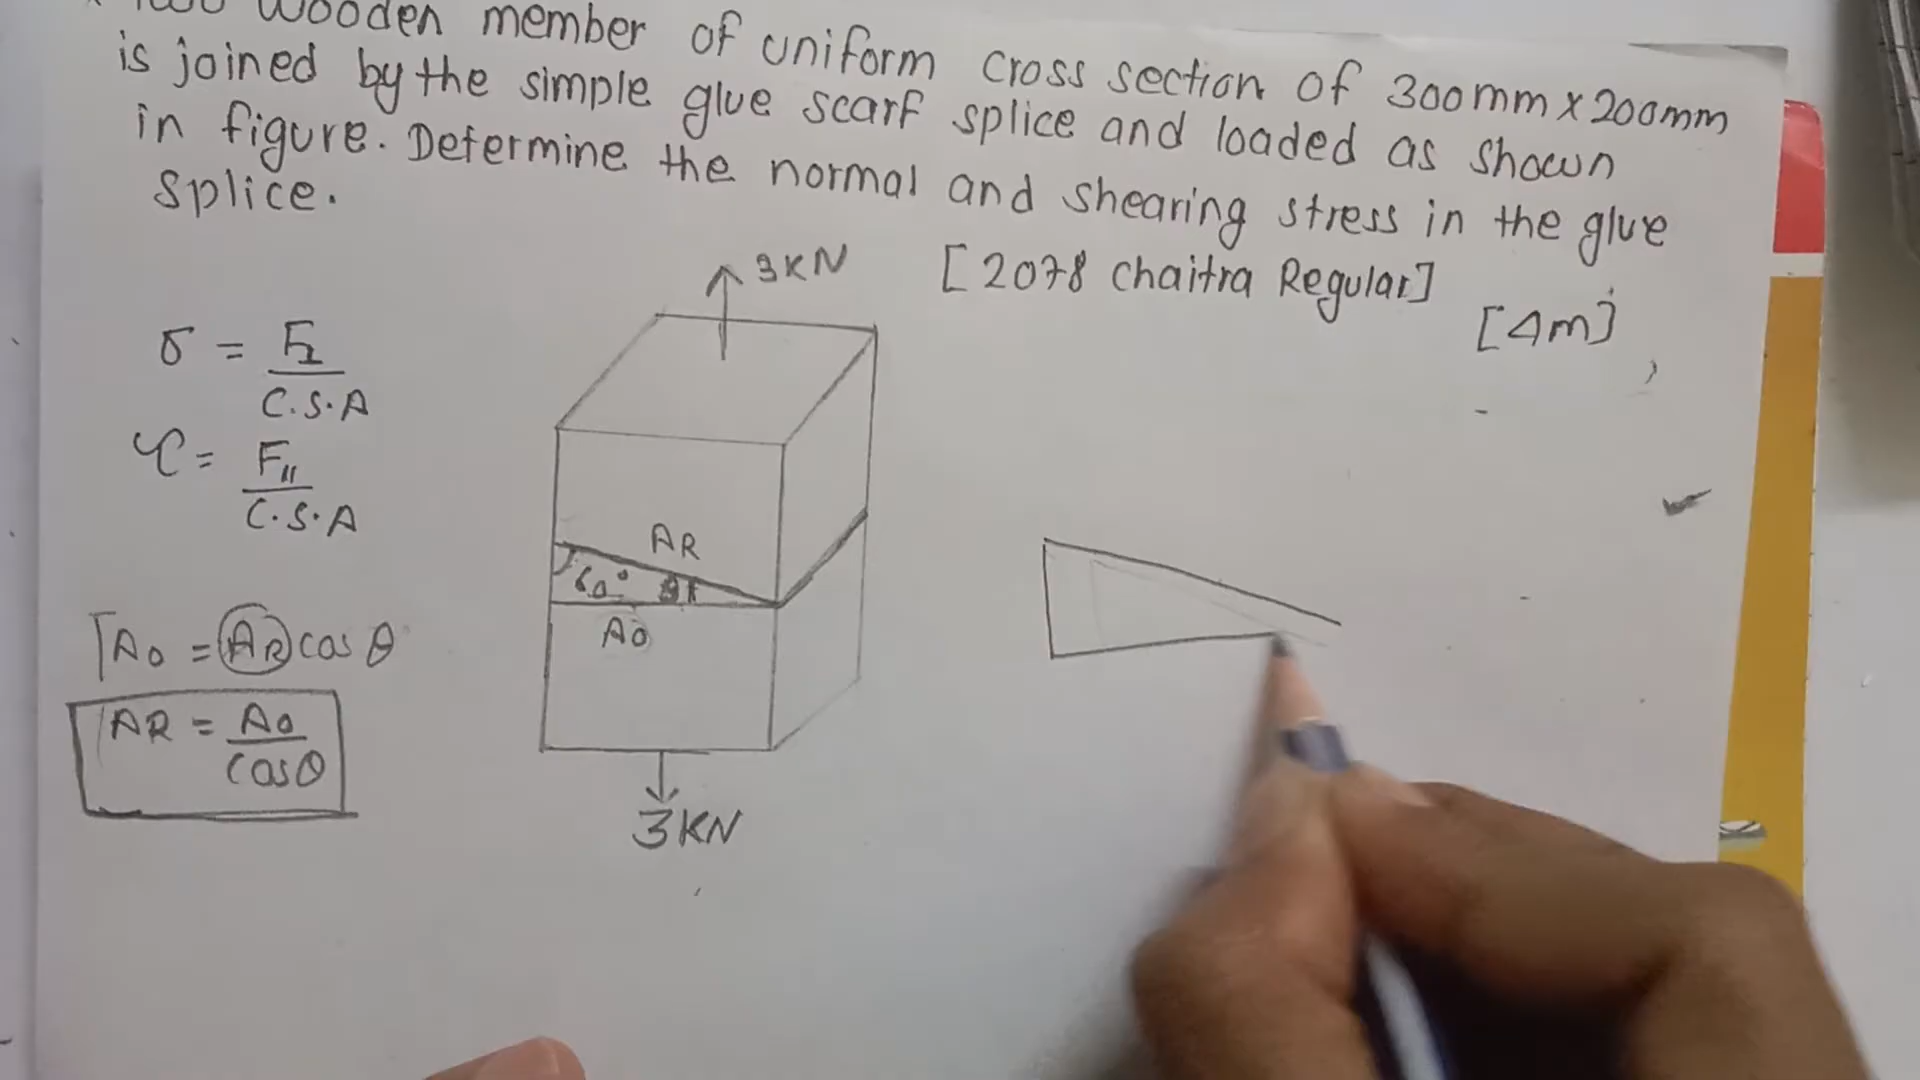 wooden member of uniform cross section of 300mm x 200mm
is joined by the simple glue scarf splice and loaded as shown
in figure. Determine the normal and shearing stress in the glue
splice.
[2078 Chaitra Regular]
[4m]
3KN
σ = F⊥ / C.S.A
τ = F11 / C.S.A
AR
60°
A0
A0 = AR cos θ
AR = A0 / cosθ
3KN